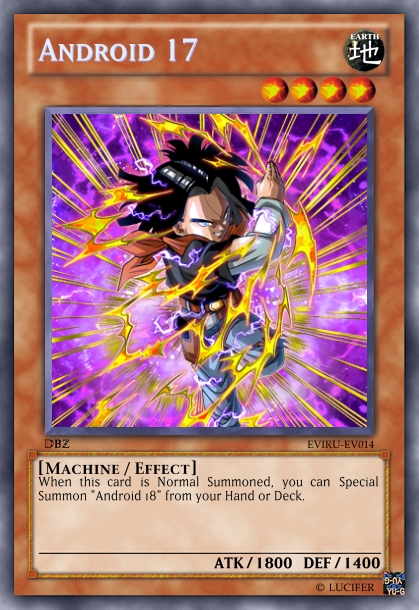 Android 17
EARTH
地
DBZ
EVIRU-EV014
[Machine / Effect]
When this card is Normal Summoned, you can Special
Summon "Android 18" from your Hand or Deck.
ATK / 1800 DEF / 1400
© LUCIFER